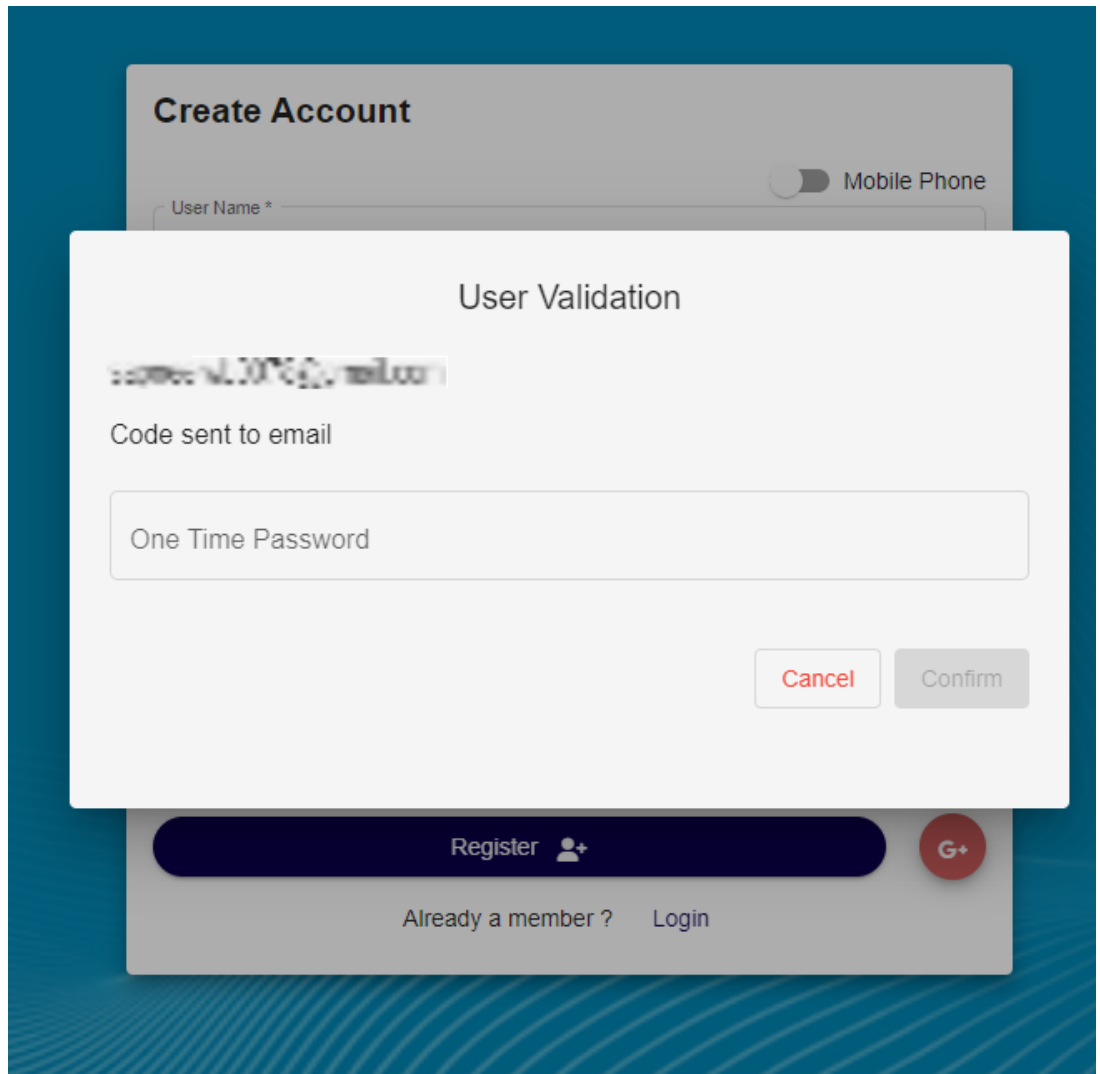 Create Account
Mobile Phone
User Name *
User Validation
Code sent to email
One Time Password
Cancel Confirm
Register
G+
Already a member ? Login